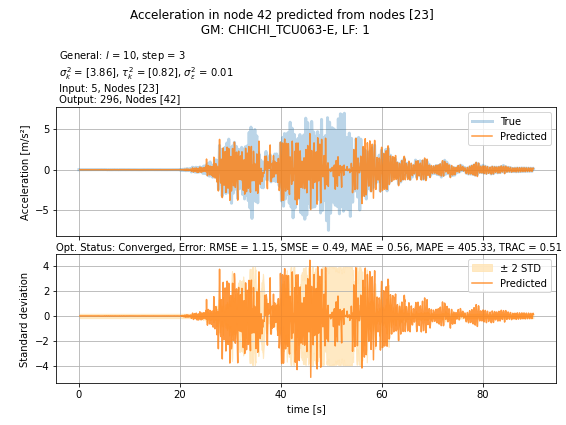 Acceleration in node 42 predicted from nodes [23]
GM: CHICHI_TCU063-E, LF: 1
General: l = 10, step = 3
σ²ₖ = [3.86], τ²ₖ = [0.82], σ²ε = 0.01
Input: 5, Nodes [23]
Output: 296, Nodes [42]
Acceleration [m/s²]
5
0
−5
True
Predicted
Opt. Status: Converged, Error: RMSE = 1.15, SMSE = 0.49, MAE = 0.56, MAPE = 405.33, TRAC = 0.51
Standard deviation
4
2
0
−2
−4
± 2 STD
Predicted
0 20 40 60 80
time [s]